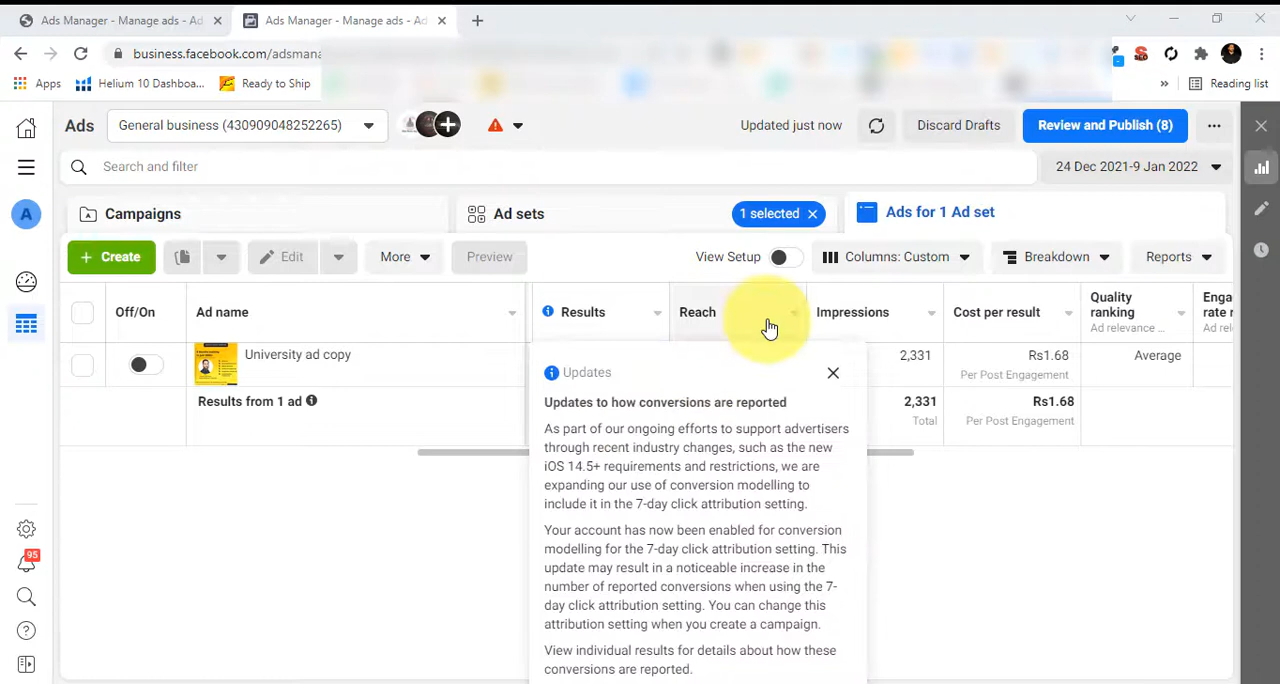 Ads Manager - Manage ads - Ad
Ads Manager - Manage ads - Ad
business.facebook.com/adsmana
Apps
Helium 10 Dashboa...
Ready to Ship
Reading list
Ads
General business (430909048252265)
Updated just now
Discard Drafts
Review and Publish (8)
Search and filter
24 Dec 2021-9 Jan 2022
A
Campaigns
Ad sets
1 selected
Ads for 1 Ad set
Create
Edit
More
Preview
View Setup
Columns: Custom
Breakdown
Reports
Off/On
Ad name
Results
Reach
Impressions
Cost per result
Quality
ranking
Ad relevance ...
Enga
rate r
Ad rel
University ad copy
2,331
Rs1.68
Per Post Engagement
Average
Results from 1 ad
2,331
Total
Rs1.68
Per Post Engagement
Updates
Updates to how conversions are reported
As part of our ongoing efforts to support advertisers
through recent industry changes, such as the new
iOS 14.5+ requirements and restrictions, we are
expanding our use of conversion modelling to
include it in the 7-day click attribution setting.
Your account has now been enabled for conversion
modelling for the 7-day click attribution setting. This
update may result in a noticeable increase in the
number of reported conversions when using the 7-
day click attribution setting. You can change this
attribution setting when you create a campaign.
View individual results for details about how these
conversions are reported.
95